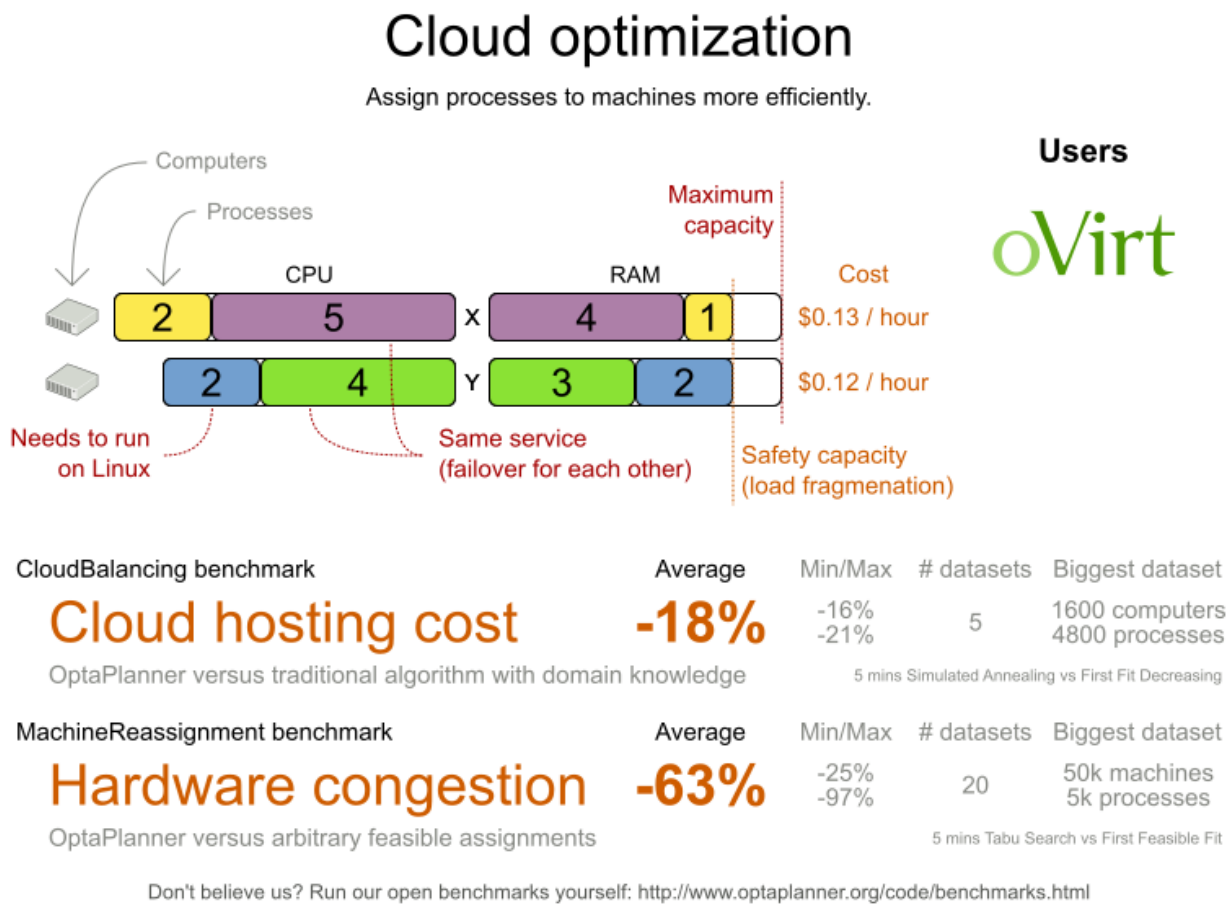 Cloud optimization
Assign processes to machines more efficiently.
Computers
Processes
Maximum
capacity
Users
oVirt
CPU
RAM
Cost
2 5 X 4 1 $0.13 / hour
2 4 Y 3 2 $0.12 / hour
Needs to run
on Linux
Same service
(failover for each other)
Safety capacity
(load fragmenation)
CloudBalancing benchmark
Average
Min/Max
# datasets
Biggest dataset
Cloud hosting cost
-18%
-16%
-21%
5
1600 computers
4800 processes
OptaPlanner versus traditional algorithm with domain knowledge
5 mins Simulated Annealing vs First Fit Decreasing
MachineReassignment benchmark
Average
Min/Max
# datasets
Biggest dataset
Hardware congestion
-63%
-25%
-97%
20
50k machines
5k processes
OptaPlanner versus arbitrary feasible assignments
5 mins Tabu Search vs First Feasible Fit
Don't believe us? Run our open benchmarks yourself: http://www.optaplanner.org/code/benchmarks.html